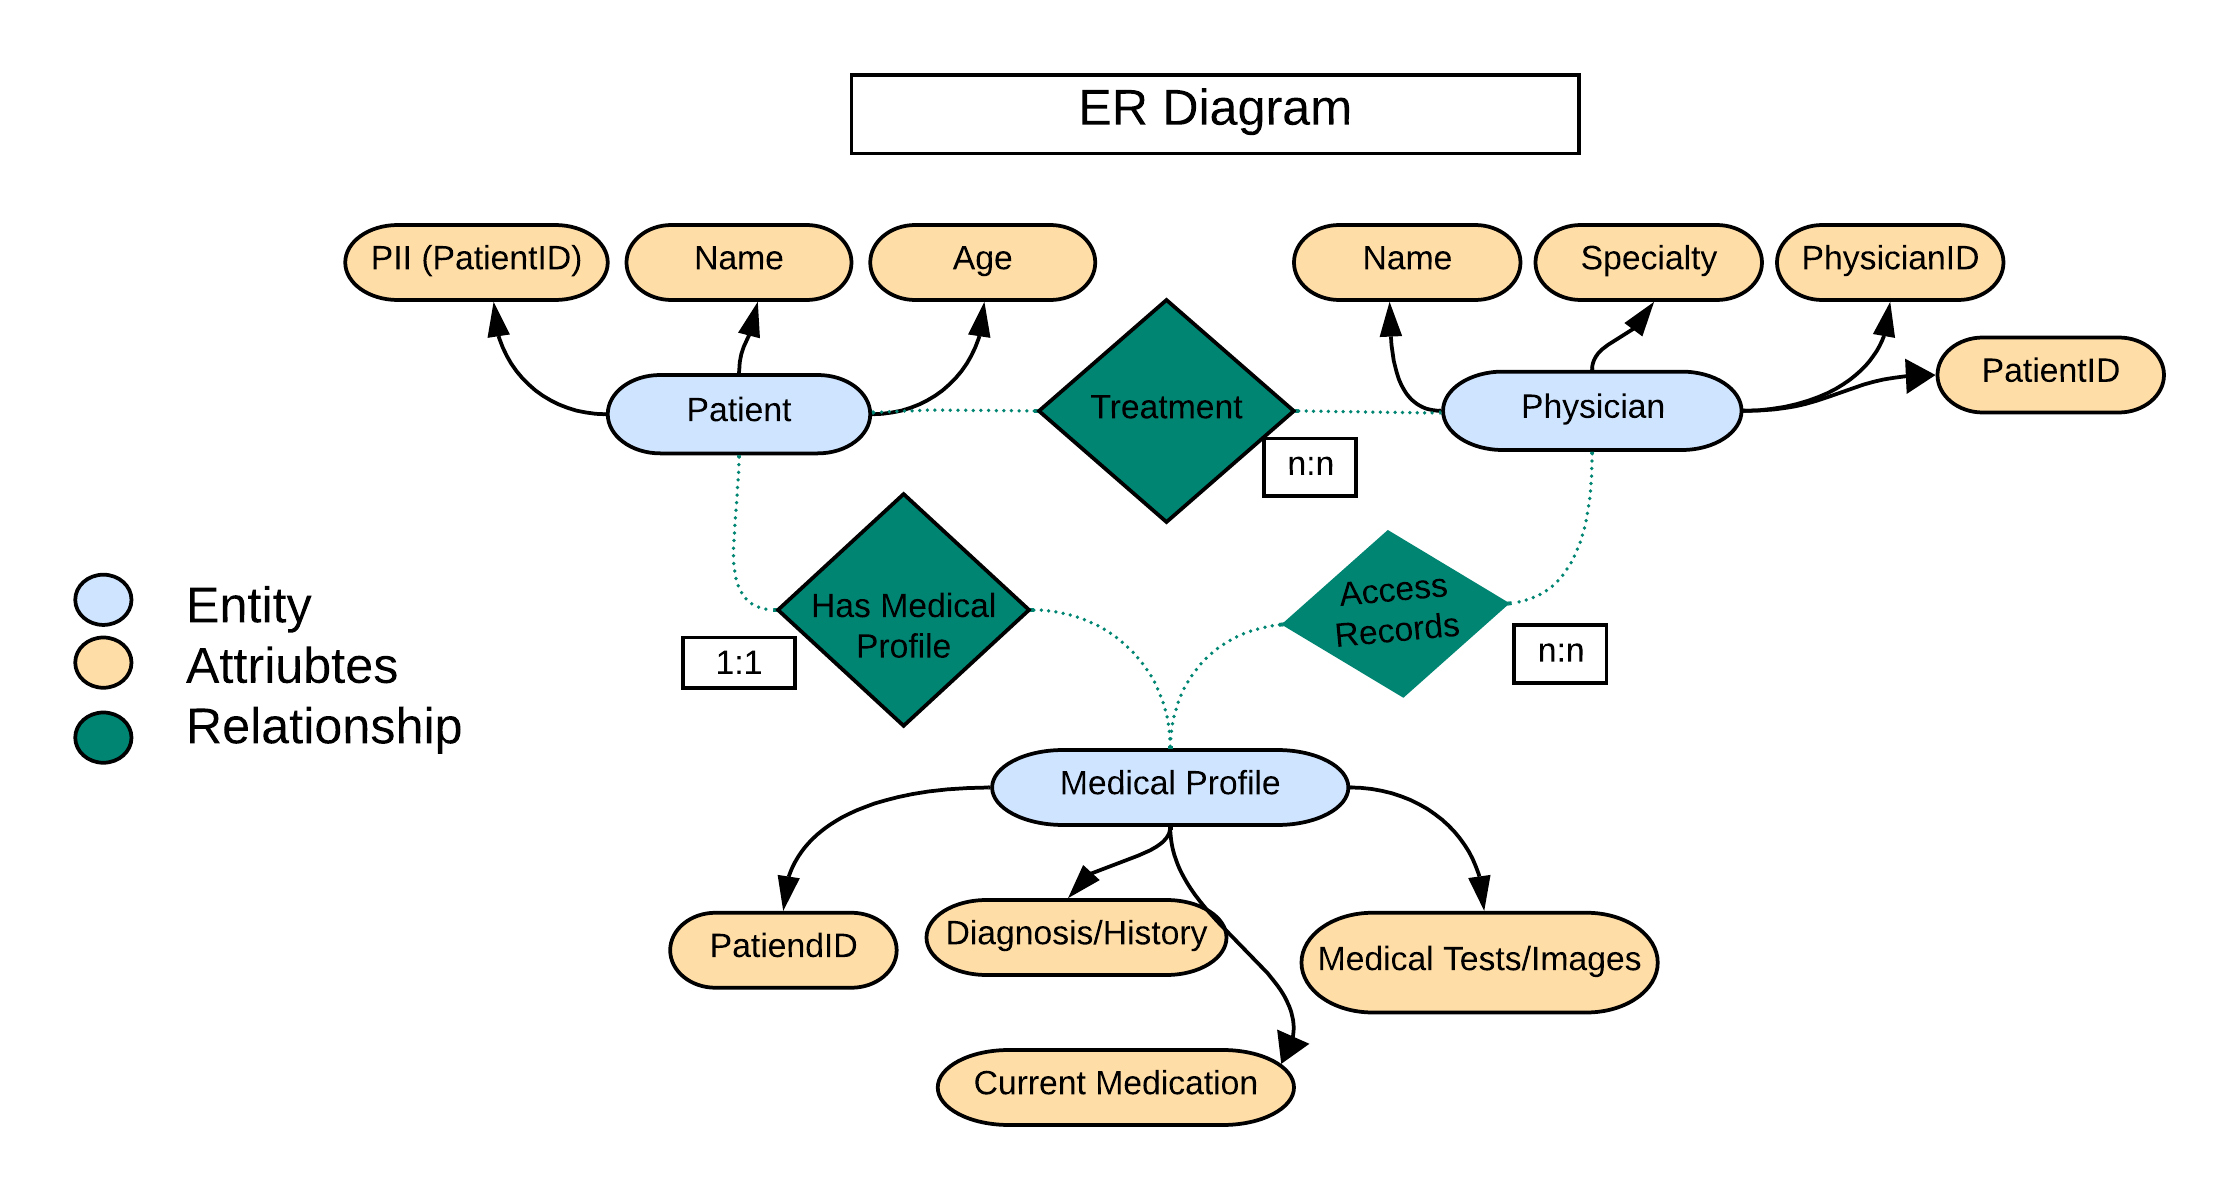 ER Diagram
PII (PatientID)
Name
Age
Name
Specialty
PhysicianID
PatientID
Patient
Treatment
Physician
n:n
Has Medical
Profile
1:1
Access
Records
n:n
Entity
Attriubtes
Relationship
Medical Profile
PatiendID
Diagnosis/History
Medical Tests/Images
Current Medication